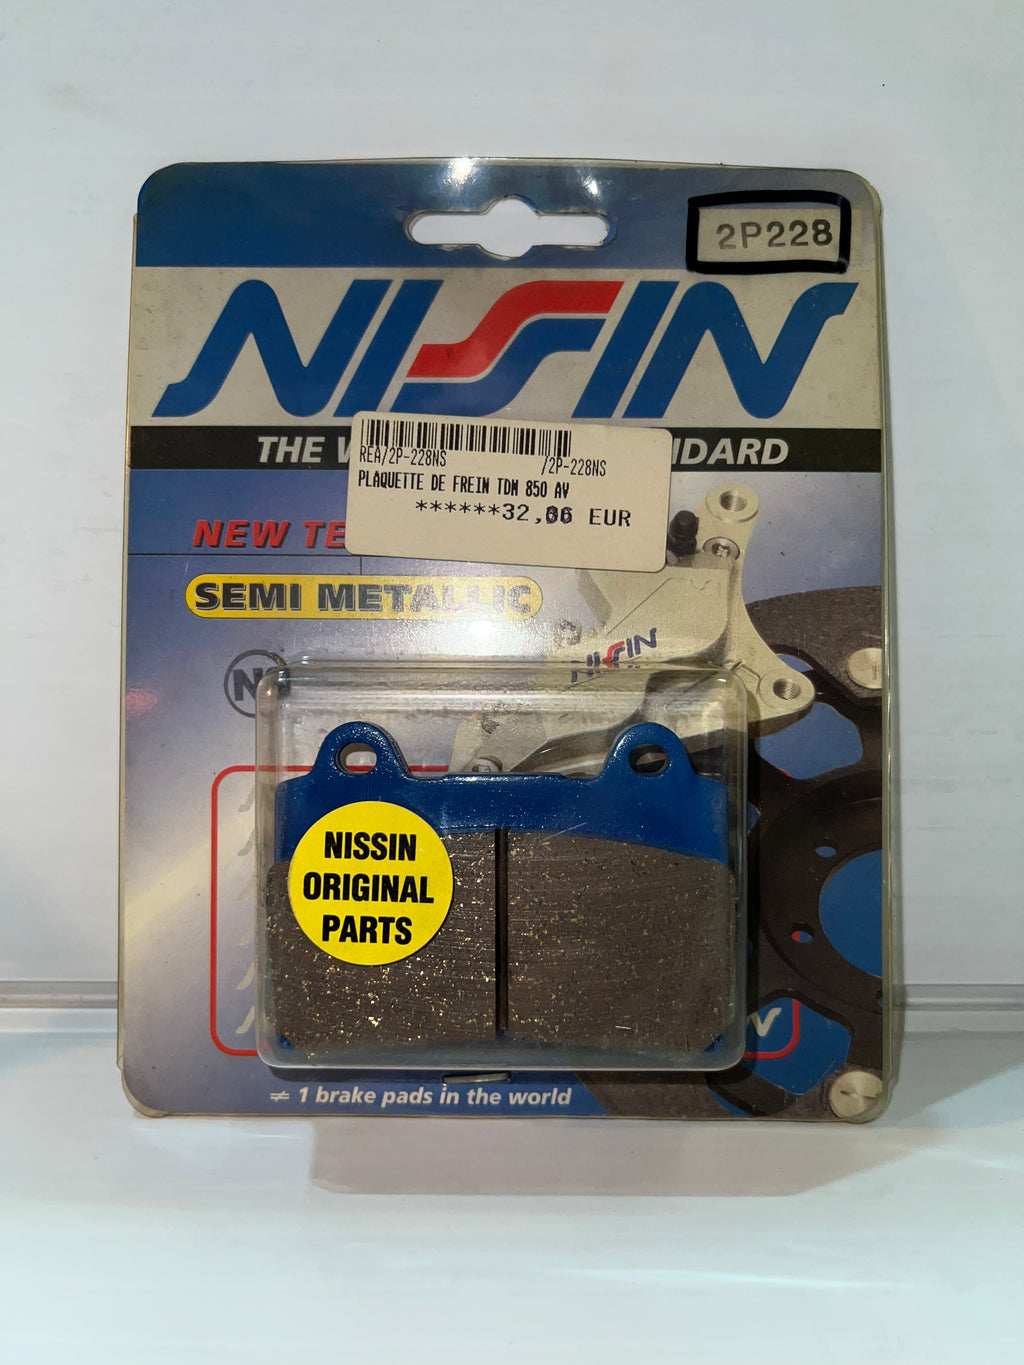 2P228
NISSIN
THE W NDARD
REA/2P-228NS /2P-228NS
PLAQUETTE DE FREIN TDM 850 AV
******32,66 EUR
NEW TE
SEMI METALLIC
NISSIN
NISSIN
ORIGINAL
PARTS
≠ 1 brake pads in the world